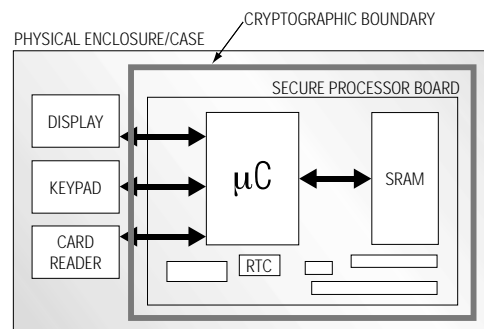 CRYPTOGRAPHIC BOUNDARY
PHYSICAL ENCLOSURE/CASE
SECURE PROCESSOR BOARD
DISPLAY
KEYPAD
CARD
READER
μC
SRAM
RTC